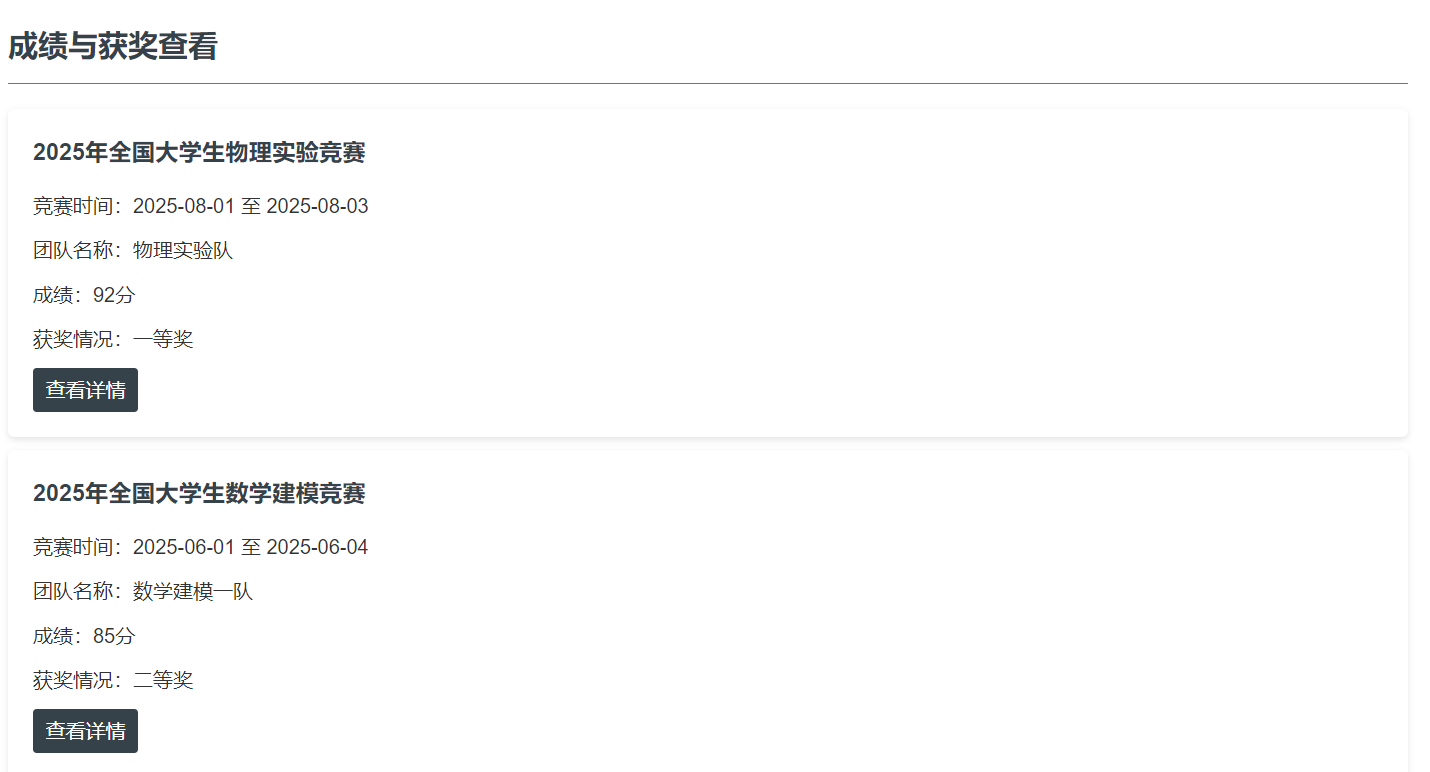 成绩与获奖查看
2025年全国大学生物理实验竞赛
竞赛时间：2025-08-01 至 2025-08-03
团队名称：物理实验队
成绩：92分
获奖情况：一等奖
查看详情
2025年全国大学生数学建模竞赛
竞赛时间：2025-06-01 至 2025-06-04
团队名称：数学建模一队
成绩：85分
获奖情况：二等奖
查看详情